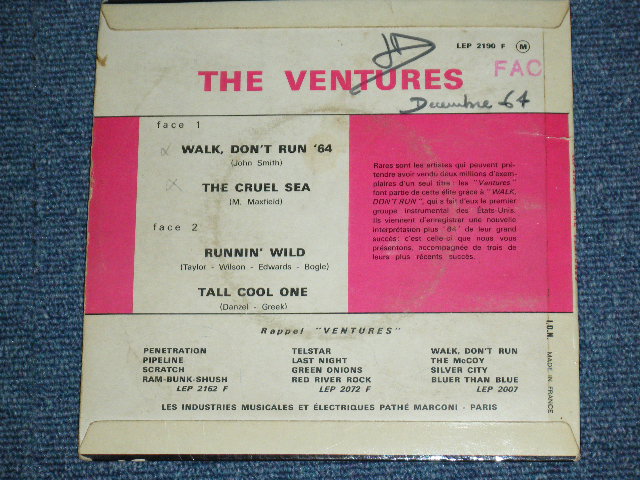 LEP 2190 F M
JD
FAC
THE VENTURES
Decembre 64
face 1
x WALK, DON'T RUN '64
(John Smith)
x THE CRUEL SEA
(M. Maxfield)
face 2
RUNNIN' WILD
(Taylor - Wilson - Edwards - Bogle)
TALL COOL ONE
(Danzel - Greek)
Rares sont les artistes qui peuvent pré-
tendre avoir vendu deux millions d'exem-
plaires d'un seul titre : les "Ventures" 
font partie de cette élite grâce à "WALK,
DON'T RUN", qui a fait d'eux le premier
groupe instrumental des États-Unis.
Ils viennent d'enregistrer une nouvelle
interprétation plus "64" de leur grand
succès: c'est celle-ci que nous vous
présentons, accompagnée de trois de
leurs plus récents succès.
Rappel "VENTURES"
PENETRATION
PIPELINE
SCRATCH
RAM-BUNK-SHUSH
LEP 2162 F
TELSTAR
LAST NIGHT
GREEN ONIONS
RED RIVER ROCK
LEP 2072 F
WALK, DON'T RUN
THE McCOY
SILVER CITY
BLUER THAN BLUE
LEP 2007
LES INDUSTRIES MUSICALES ET ÉLECTRIQUES PATHÉ MARCONI - PARIS
I.D.N. MADE IN FRANCE